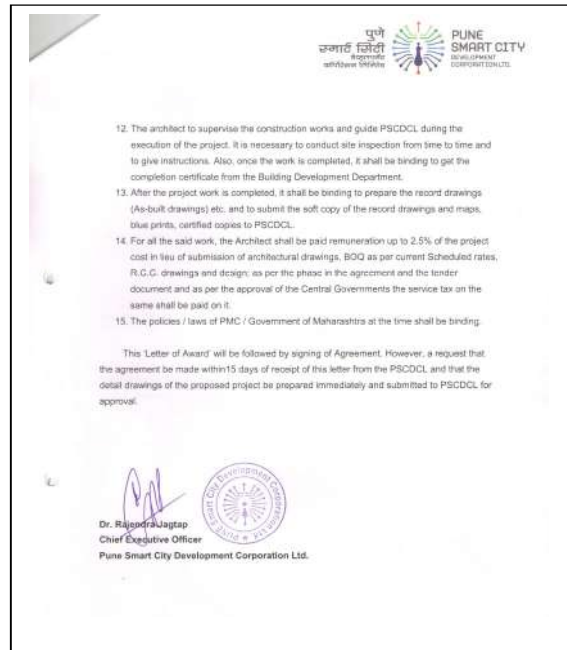 पुणे
स्मार्ट सिटी
डेव्हलपमेंट
कॉर्पोरेशन लिमिटेड
PUNE
SMART CITY
DEVELOPMENT
CORPORATION LTD.
12. The architect to supervise the construction works and guide PSCDCL during the
execution of the project. It is necessary to conduct site inspection from time to time and
to give instructions. Also, once the work is completed, it shall be binding to get the
completion certificate from the Building Development Department.
13. After the project work is completed, it shall be binding to prepare the record drawings
(As-built drawings) etc. and to submit the soft copy of the record drawings and maps,
blue prints, certified copies to PSCDCL.
14. For all the said work, the Architect shall be paid remuneration up to 2.5% of the project
cost in lieu of submission of architectural drawings, BOQ as per current Scheduled rates,
R.C.C. drawings and design; as per the phase in the agreement and the tender
document and as per the approval of the Central Governments the service tax on the
same shall be paid on it.
15. The policies / laws of PMC / Government of Maharashtra at the time shall be binding.
This 'Letter of Award' will be followed by signing of Agreement. However, a request that
the agreement be made within15 days of receipt of this letter from the PSCDCL and that the
detail drawings of the proposed project be prepared immediately and submitted to PSCDCL for
approval.
Pune Smart City Development Corporation Ltd
Dr. Rajendra Jagtap
Chief Executive Officer
Pune Smart City Development Corporation Ltd.